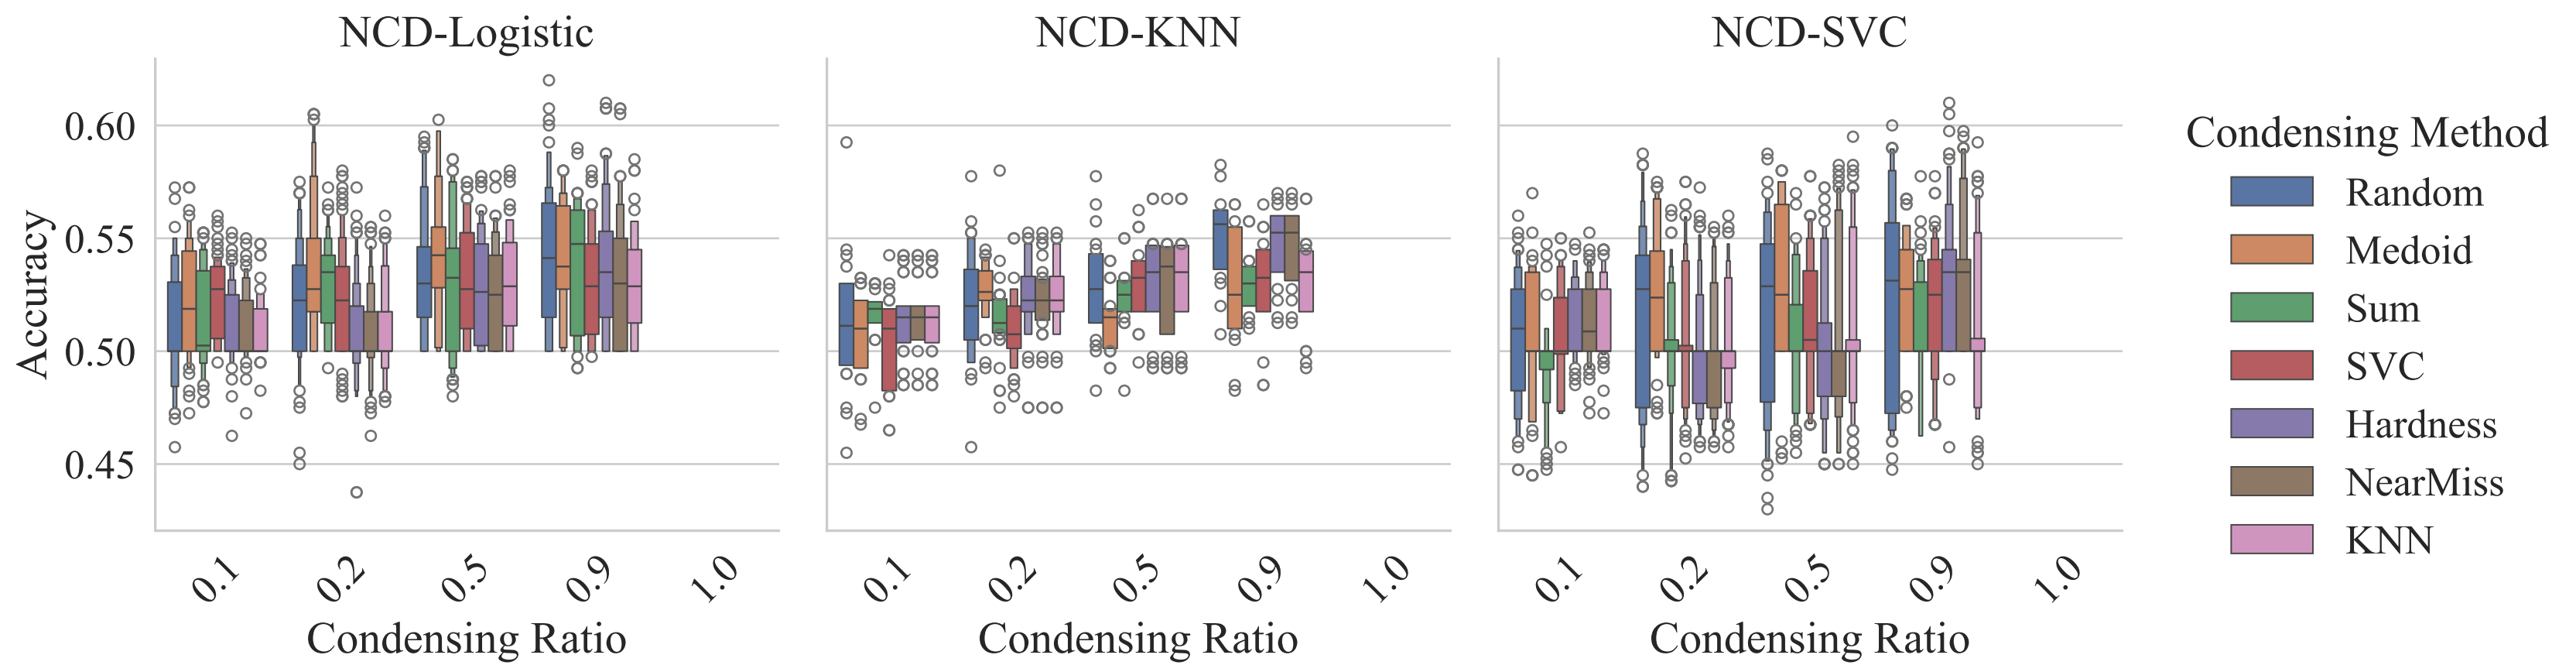 NCD-Logistic
NCD-KNN
NCD-SVC
Accuracy
0.60
0.55
0.50
0.45
0.1
0.2
0.5
0.9
1.0
Condensing Ratio
0.1
0.2
0.5
0.9
1.0
Condensing Ratio
0.1
0.2
0.5
0.9
1.0
Condensing Ratio
Condensing Method
Random
Medoid
Sum
SVC
Hardness
NearMiss
KNN